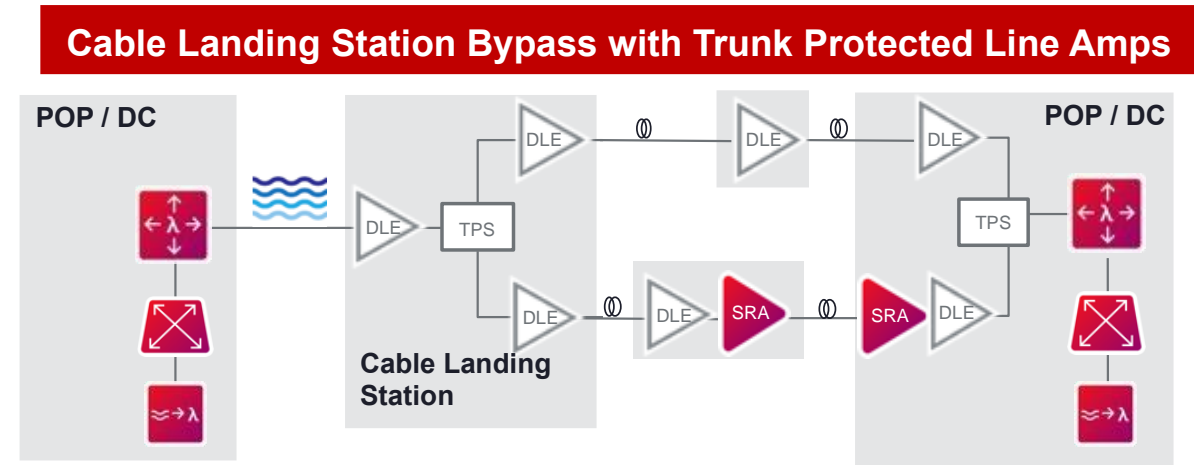 Cable Landing Station Bypass with Trunk Protected Line Amps
POP / DC
POP / DC
DLE
DLE
DLE
λ
λ
DLE
TPS
TPS
DLE
DLE
SRA
SRA
DLE
Cable Landing
Station
≈→λ
≈→λ